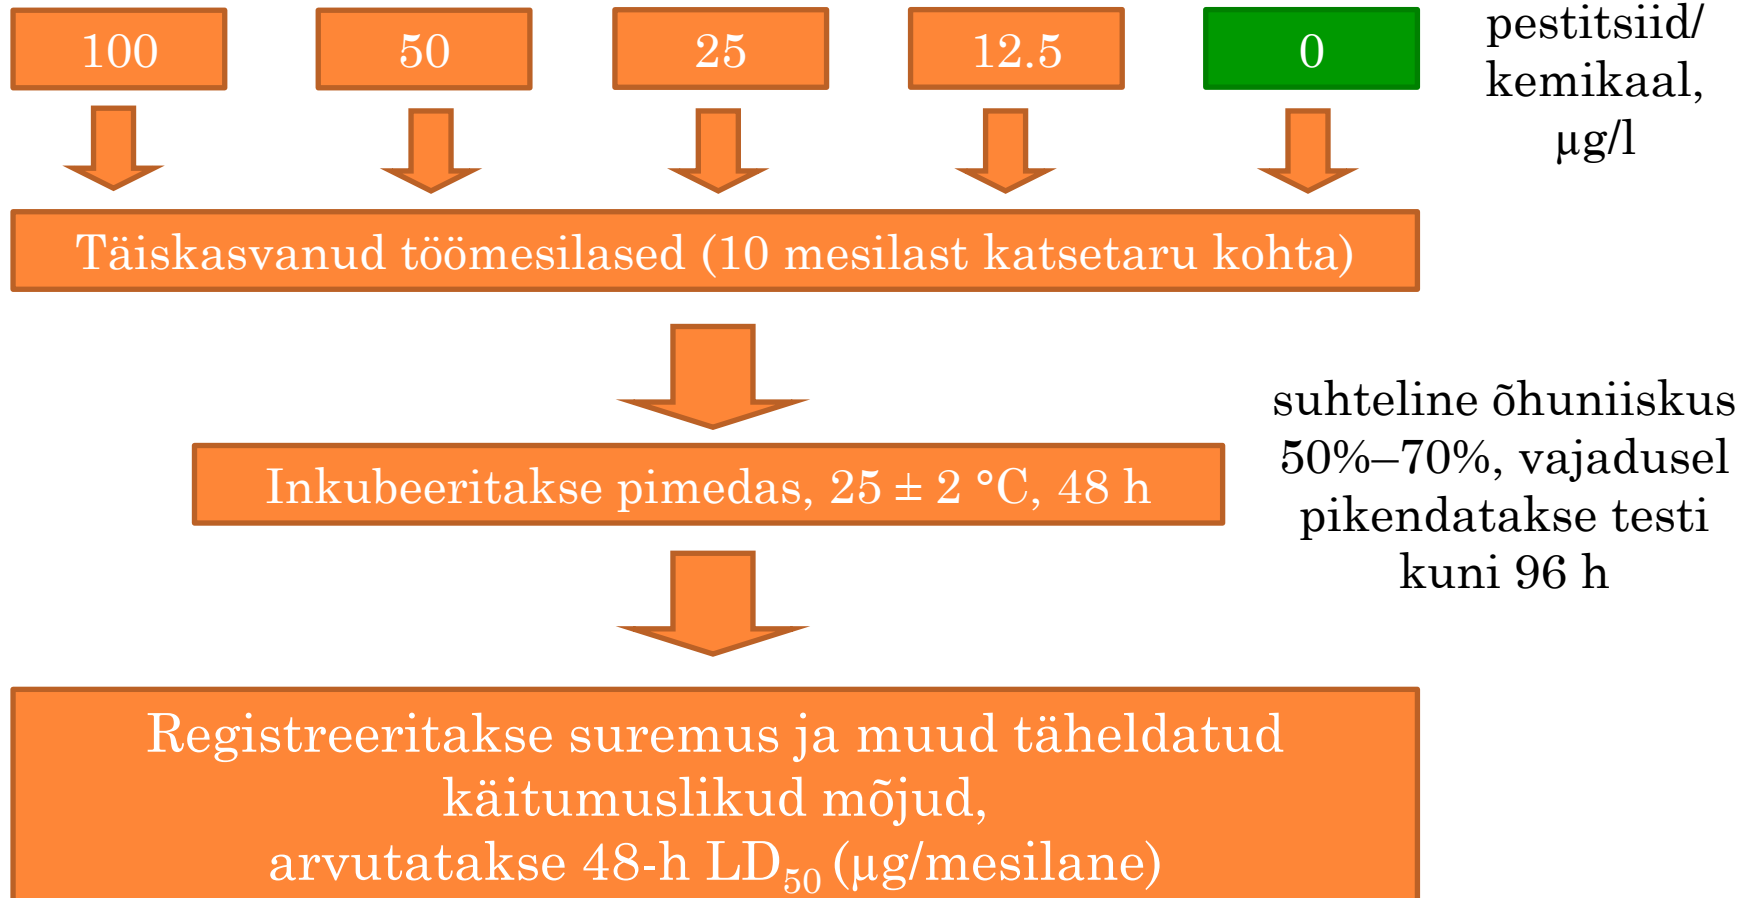 100
50
25
12.5
0
pestitsiid/
kemikaal,
µg/l
Täiskasvanud töömesilased (10 mesilast katsetaru kohta)
Inkubeeritakse pimedas, 25 ± 2 °C, 48 h
suhteline õhuniiskus
50%–70%, vajadusel
pikendatakse testi
kuni 96 h
Registreeritakse suremus ja muud täheldatud
käitumuslikud mõjud,
arvutatakse 48-h LD₅₀ (µg/mesilane)